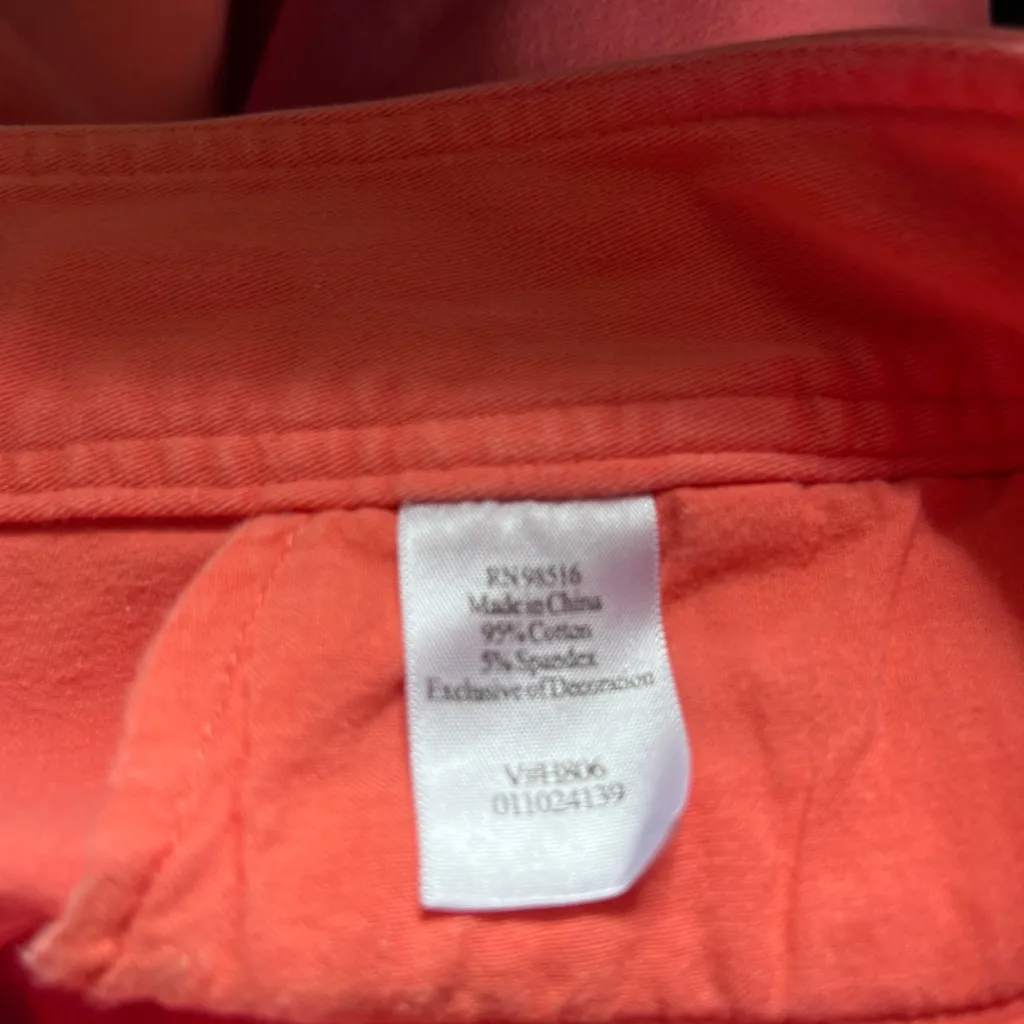 RN98516
Made in China
95% Cotton
5% Spandex
Exclusive of Decoration
V#H806
011024139